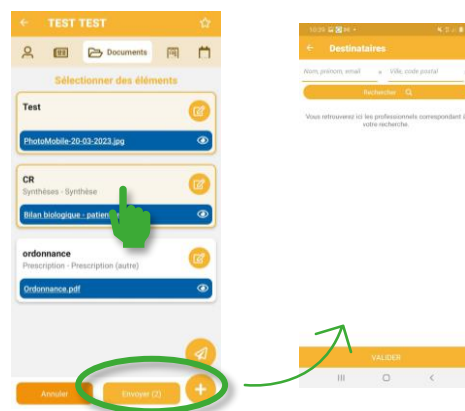 TEST TEST
Documents
Sélectionner des éléments
Test
PhotoMobile-20-03-2023.jpg
CR
Synthèses - Synthèse
Bilan biologique - patien
ordonnance
Prescription - Prescription (autre)
Ordonnance.pdf
Annuler
Envoyer (2)
Destinataires
Nom, prénom, email
Ville, code postal
Rechercher
Vous retrouverez ici les professionnels correspondant à
votre recherche.
VALIDER